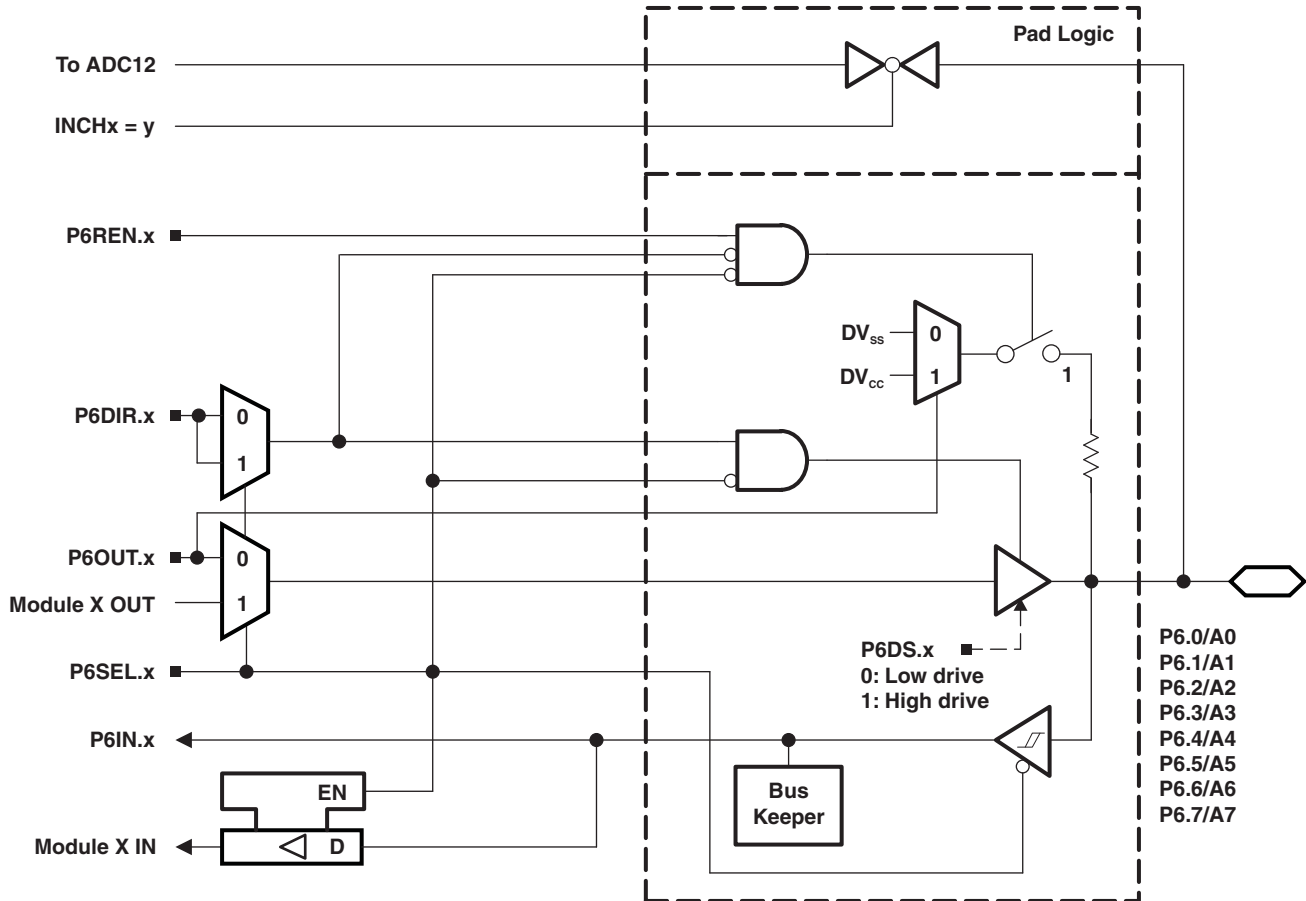 Pad Logic
To ADC12
INCHx = y
P6REN.x
DVSS
0
DVCC
1
1
P6DIR.x
0
1
P6OUT.x
0
Module X OUT
1
P6SEL.x
P6DS.x
0: Low drive
1: High drive
P6.0/A0
P6.1/A1
P6.2/A2
P6.3/A3
P6.4/A4
P6.5/A5
P6.6/A6
P6.7/A7
P6IN.x
Bus
Keeper
EN
Module X IN
D